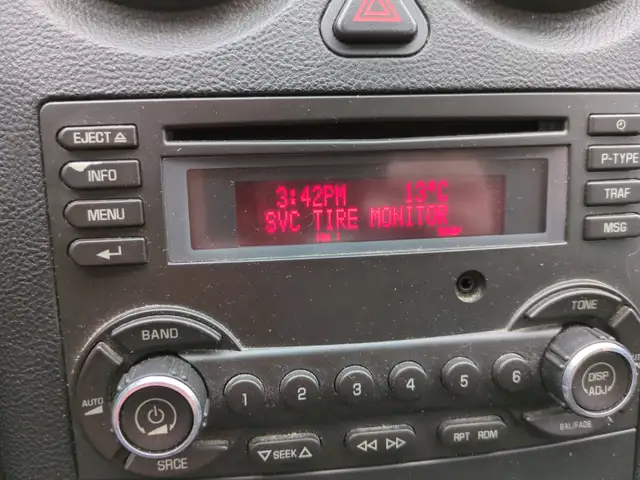 EJECT
INFO
MENU
3:42PM 13°C
SVC TIRE MONITOR
P-TYPE
TRAF
MSG
BAND
TONE
AUTO
1 2 3 4 5 6
DISP
ADJ
SRCE
SEEK
RPT RDM
BAL/FADE